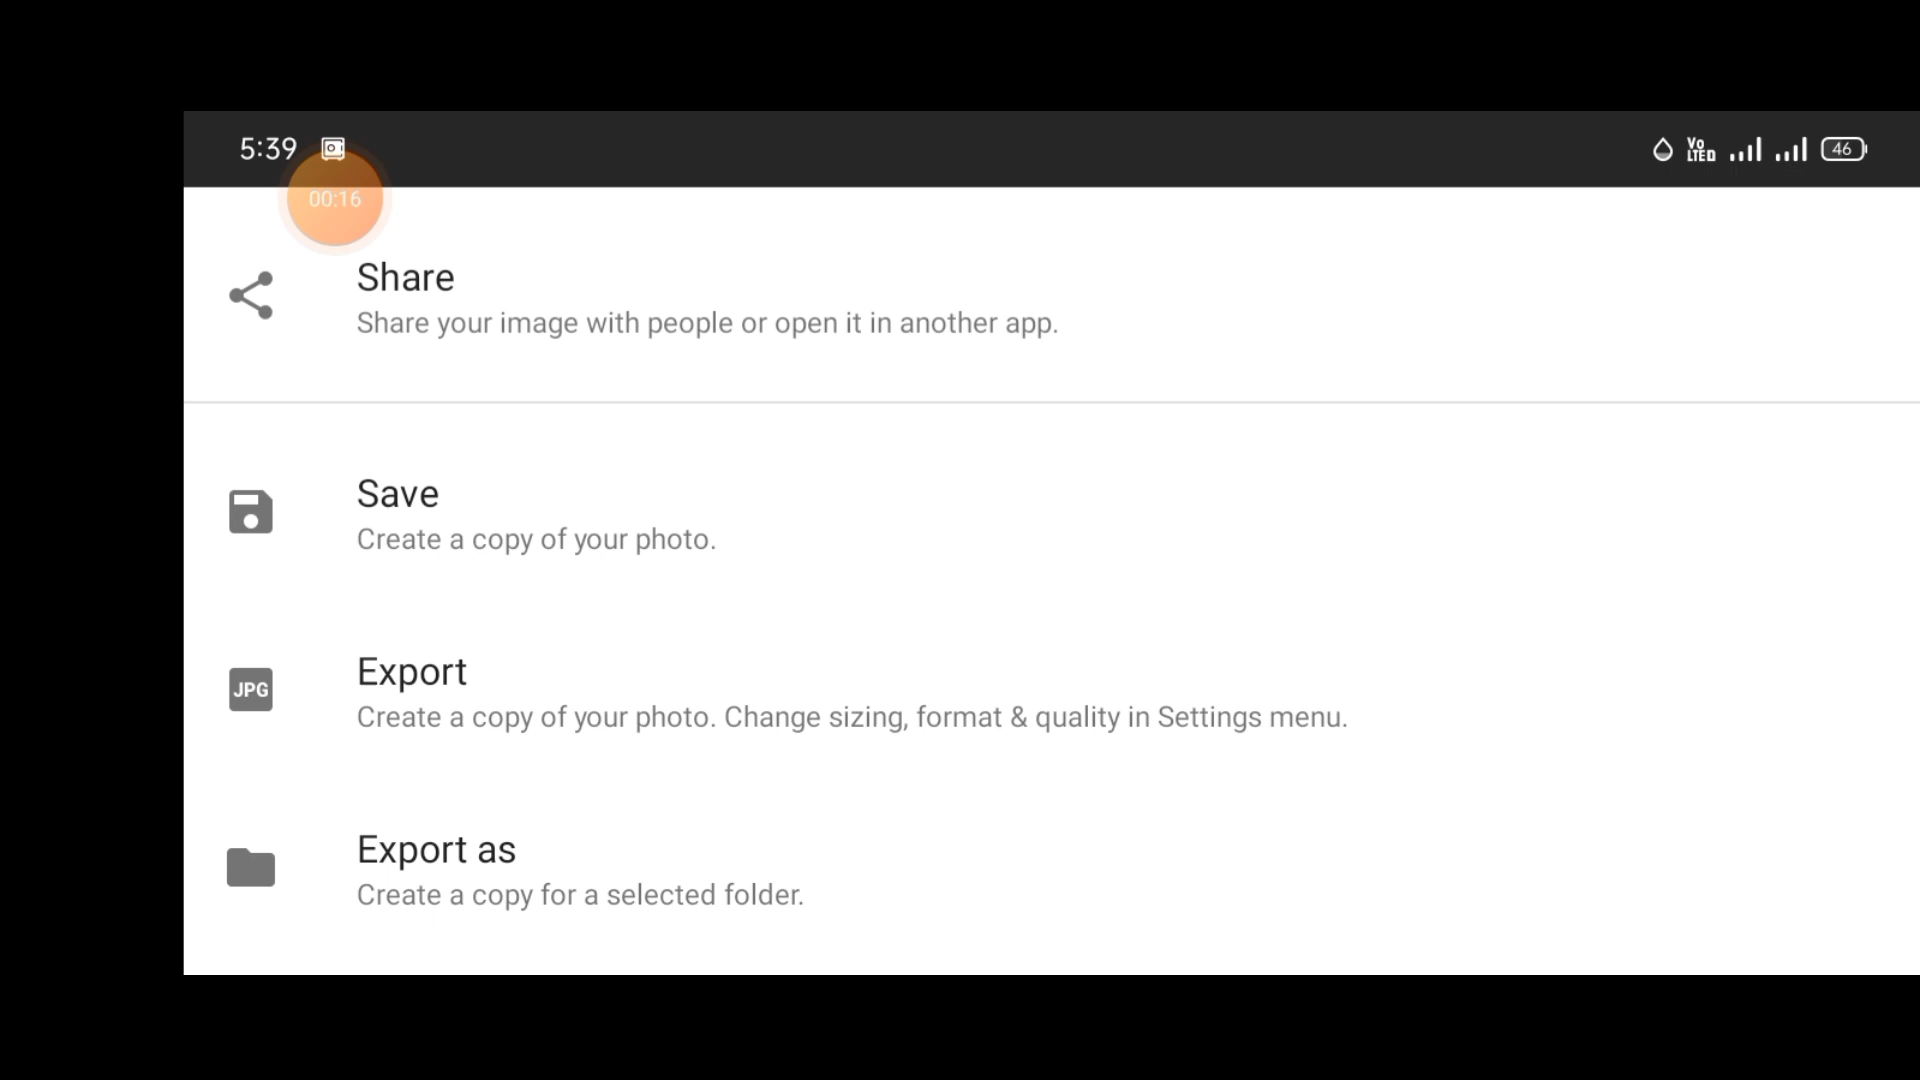 5:39
Vo
LTED
46
00:16
Share
Share your image with people or open it in another app.
Save
Create a copy of your photo.
JPG
Export
Create a copy of your photo. Change sizing, format & quality in Settings menu.
Export as
Create a copy for a selected folder.